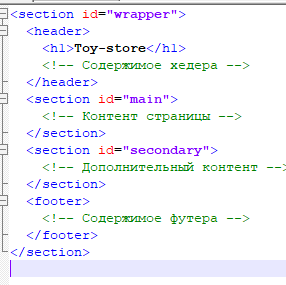 <section id="wrapper">
<header>
<h1>Toy-store</h1>
<!-- Содержимое хедера -->
</header>
<section id="main">
<!-- Контент страницы -->
</section>
<section id="secondary">
<!-- Дополнительный контент -->
</section>
<footer>
<!-- Содержимое футера -->
</footer>
</section>